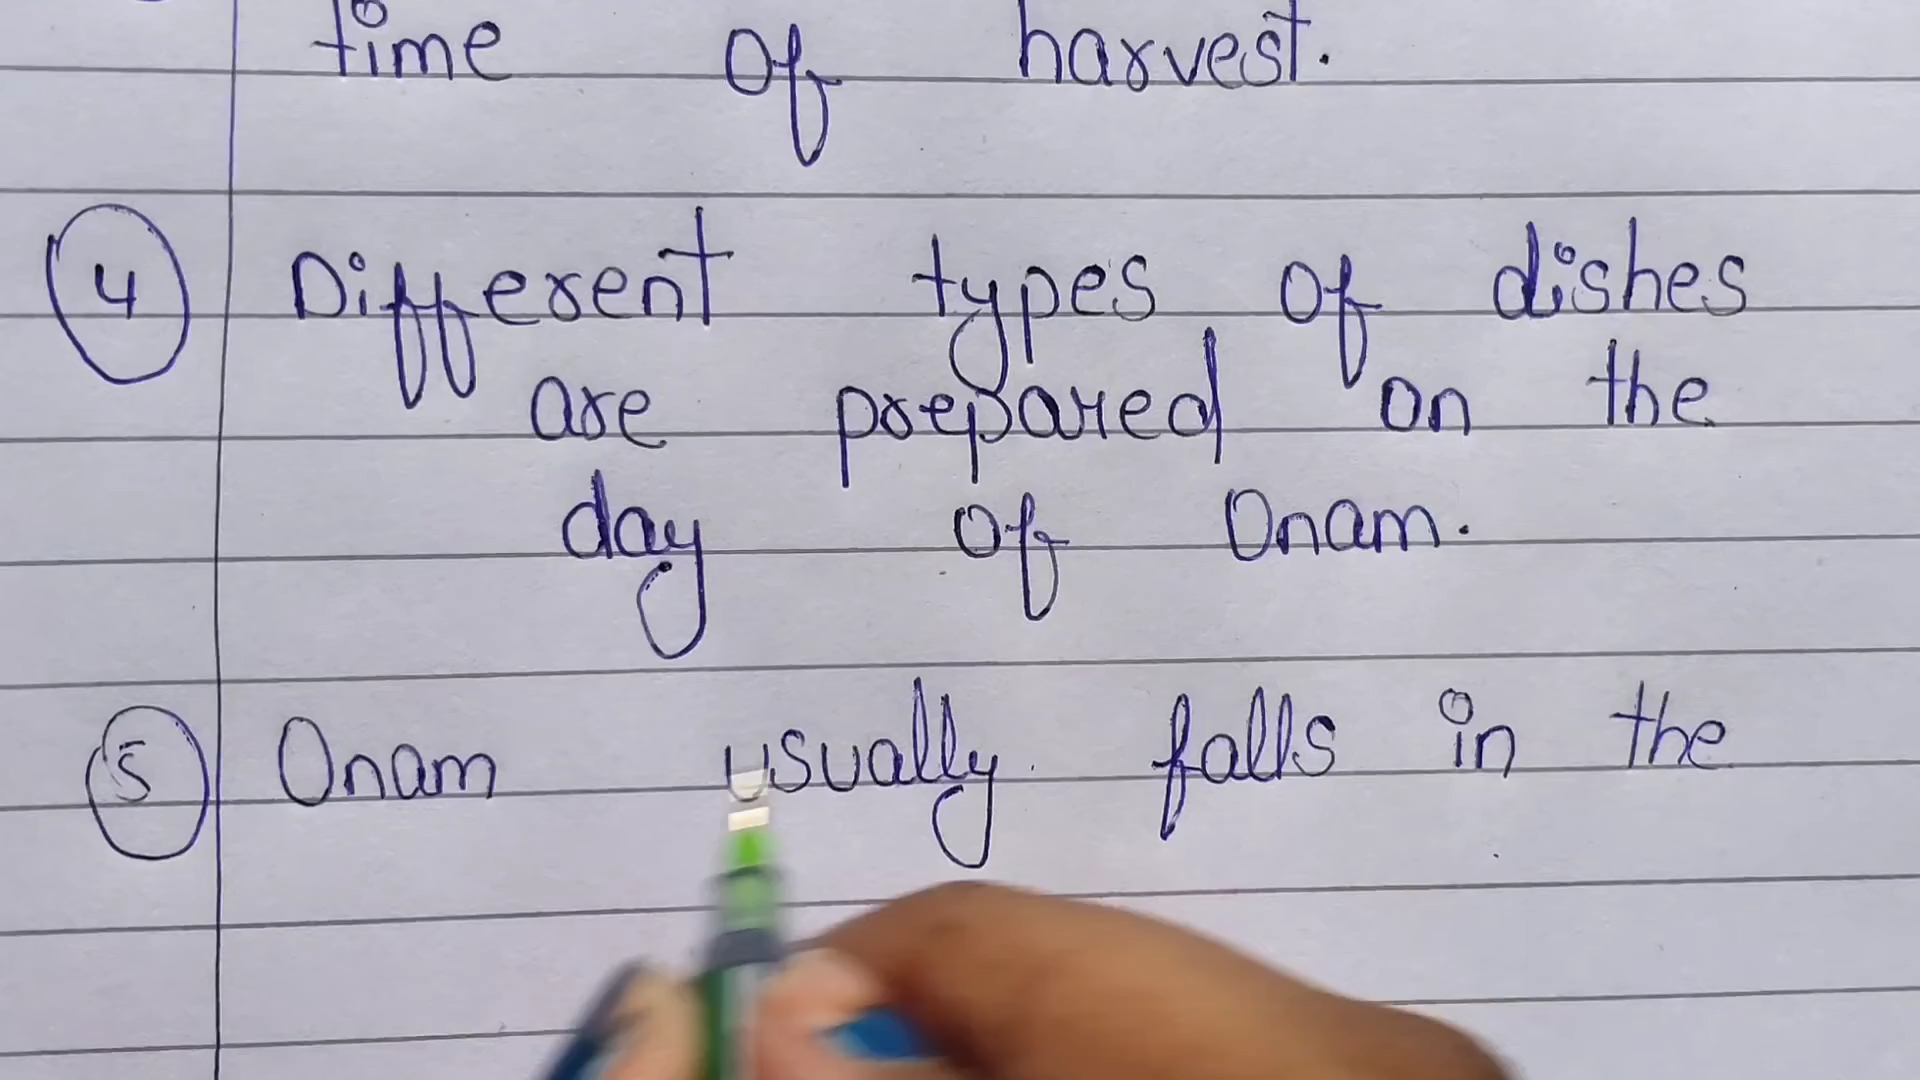 time of harvest.
4 Different types of dishes
are prepared on the
day of Onam.
5 Onam usually falls in the